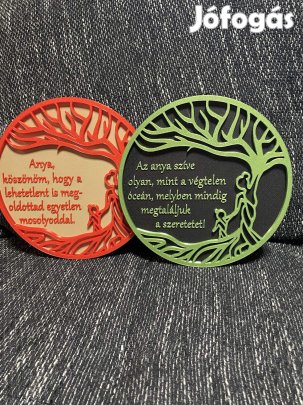 Jófogás
Anya,
köszönöm, hogy a
lehetetlent is meg-
oldottad egyetlen
mosolyoddal.
Az anya szíve
olyan, mint a végtelen
óceán, melyben mindig
megtaláljuk
a szeretetet!